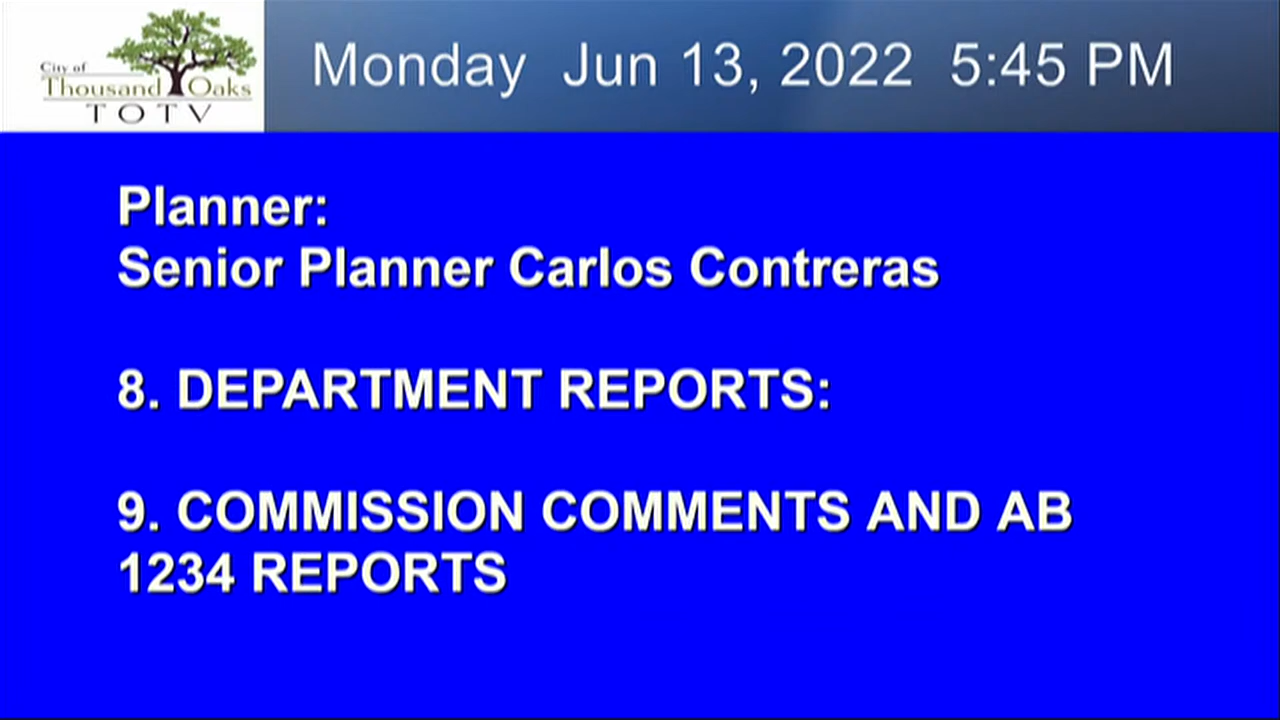 City of
Thousand Oaks
TOTV
Monday Jun 13, 2022 5:45 PM
Planner:
Senior Planner Carlos Contreras
8. DEPARTMENT REPORTS:
9. COMMISSION COMMENTS AND AB
1234 REPORTS